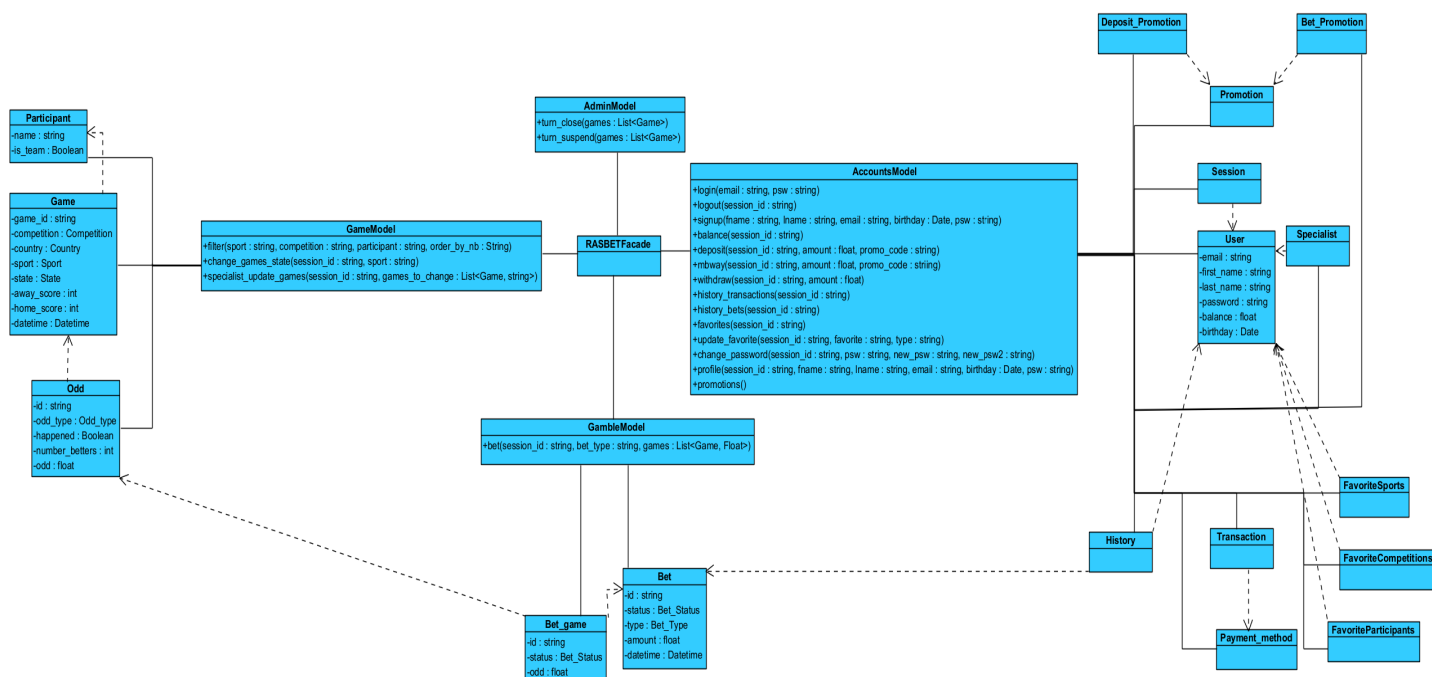 Deposit_Promotion
Bet_Promotion
Promotion
Participant
-name : string
-is_team : Boolean
AdminModel
+turn_close(games : List<Game>)
+turn_suspend(games : List<Game>)
Game
-game_id : string
-competition : Competition
-country : Country
-sport : Sport
-state : State
-away_score : int
-home_score : int
-datetime : Datetime
GameModel
+filter(sport : string, competition : string, participant : string, order_by_nb : String)
+change_games_state(session_id : string, sport : string)
+specialist_update_games(session_id : string, games_to_change : List<Game, string>)
RASBETFacade
AccountsModel
+login(email : string, psw : string)
+logout(session_id : string)
+signup(fname : string, lname : string, email : string, birthday : Date, psw : string)
+balance(session_id : string)
+deposit(session_id : string, amount : float, promo_code : string)
+mbway(session_id : string, amount : float, promo_code : striing)
+withdraw(session_id : string, amount : float)
+history_transactions(session_id : string)
+history_bets(session_id : string)
+favorites(session_id : string)
+update_favorite(session_id : string, favorite : string, type : string)
+change_password(session_id : string, psw : string, new_psw : string, new_psw2 : string)
+profile(session_id : string, fname : string, lname : string, email : string, birthday : Date, psw : string)
+promotions()
Session
User
-email : string
-first_name : string
-last_name : string
-password : string
-balance : float
-birthday : Date
Specialist
Odd
-id : string
-odd_type : Odd_type
-happened : Boolean
-number_betters : int
-odd : float
GambleModel
+bet(session_id : string, bet_type : string, games : List<Game, Float>)
FavoriteSports
History
Transaction
FavoriteCompetitions
Bet
-id : string
-status : Bet_Status
-type : Bet_Type
-amount : float
-datetime : Datetime
Bet_game
-id : string
-status : Bet_Status
-odd : float
Payment_method
FavoriteParticipants